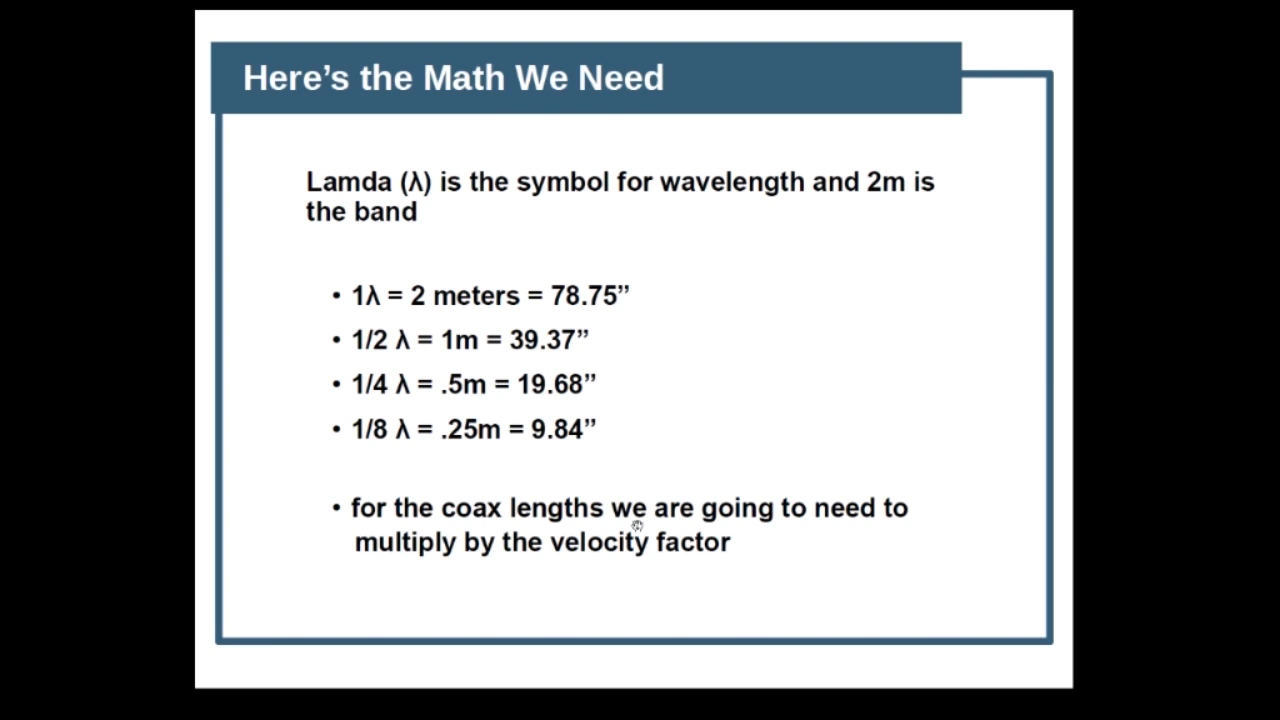 Here’s the Math We Need
Lamda (λ) is the symbol for wavelength and 2m is
the band
• 1λ = 2 meters = 78.75”
• 1/2 λ = 1m = 39.37”
• 1/4 λ = .5m = 19.68”
• 1/8 λ = .25m = 9.84”
• for the coax lengths we are going to need to
multiply by the velocity factor